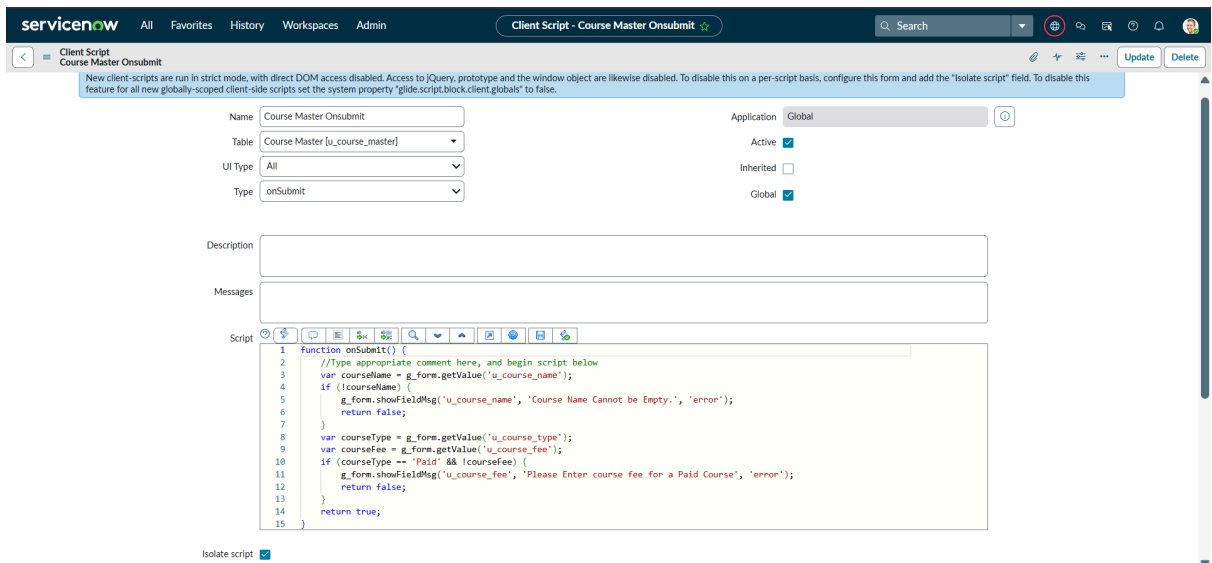 servicenow All Favorites History Workspaces Admin Client Script - Course Master Onsubmit Search
Client Script
Course Master Onsubmit
Update Delete
New client-scripts are run in strict mode, with direct DOM access disabled. Access to jQuery, prototype and the window object are likewise disabled. To disable this on a per-script basis, configure this form and add the "Isolate script" field. To disable this
feature for all new globally-scoped client-side scripts set the system property "glide.script.block.client.globals" to false.
Name Course Master Onsubmit Application Global
Table Course Master [u_course_master] Active
UI Type All Inherited
Type onSubmit Global
Description
Messages
Script
1 function onSubmit() {
2 //Type appropriate comment here, and begin script below
3 var courseName = g_form.getValue('u_course_name');
4 if (!courseName) {
5 g_form.showFieldMsg('u_course_name', 'Course Name Cannot be Empty.', 'error');
6 return false;
7 }
8 var courseType = g_form.getValue('u_course_type');
9 var courseFee = g_form.getValue('u_course_fee');
10 if (courseType == 'Paid' && !courseFee) {
11 g_form.showFieldMsg('u_course_fee', 'Please Enter course fee for a Paid Course', 'error');
12 return false;
13 }
14 return true;
15 }
Isolate script